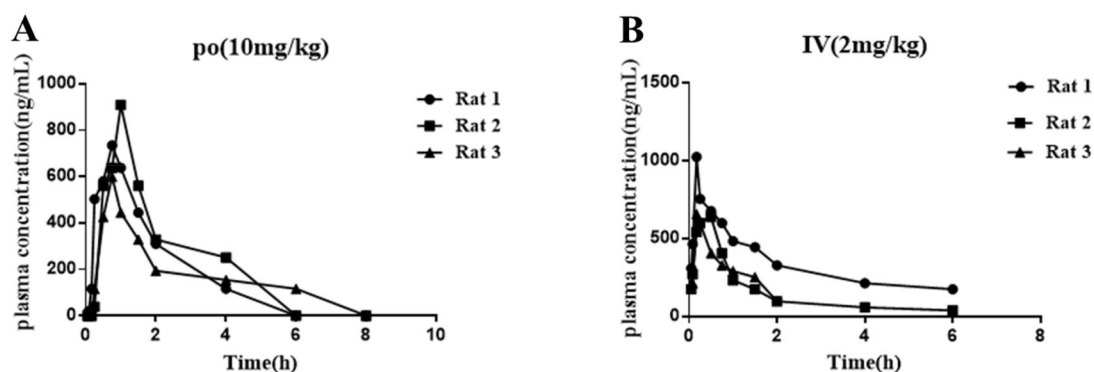 A
po(10mg/kg)
plasma concentration(ng/mL)
1000
800
600
400
200
0
0
2
4
6
8
10
Time(h)
Rat 1
Rat 2
Rat 3
B
IV(2mg/kg)
plasma concentration(ng/mL)
1500
1000
500
0
0
2
4
6
8
Time(h)
Rat 1
Rat 2
Rat 3